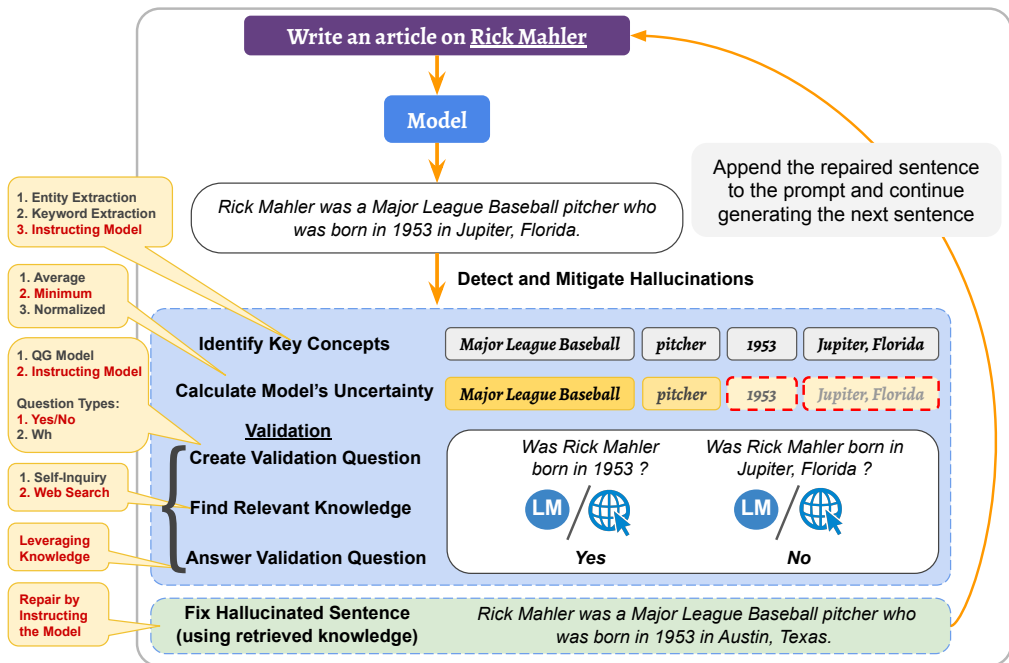 Write an article on Rick Mahler
Model
Append the repaired sentence
to the prompt and continue
generating the next sentence
1. Entity Extraction
2. Keyword Extraction
3. Instructing Model
Rick Mahler was a Major League Baseball pitcher who
was born in 1953 in Jupiter, Florida.
Detect and Mitigate Hallucinations
1. Average
2. Minimum
3. Normalized
Identify Key Concepts
Major League Baseball
pitcher
1953
Jupiter, Florida
1. QG Model
2. Instructing Model
Question Types:
1. Yes/No
2. Wh
Calculate Model's Uncertainty
Major League Baseball
pitcher
1953
Jupiter, Florida
Validation
Create Validation Question
Was Rick Mahler
born in 1953 ?
Was Rick Mahler born in
Jupiter, Florida ?
1. Self-Inquiry
2. Web Search
Find Relevant Knowledge
LM
LM
Leveraging
Knowledge
Answer Validation Question
Yes
No
Repair by
Instructing
the Model
Fix Hallucinated Sentence
(using retrieved knowledge)
Rick Mahler was a Major League Baseball pitcher who
was born in 1953 in Austin, Texas.